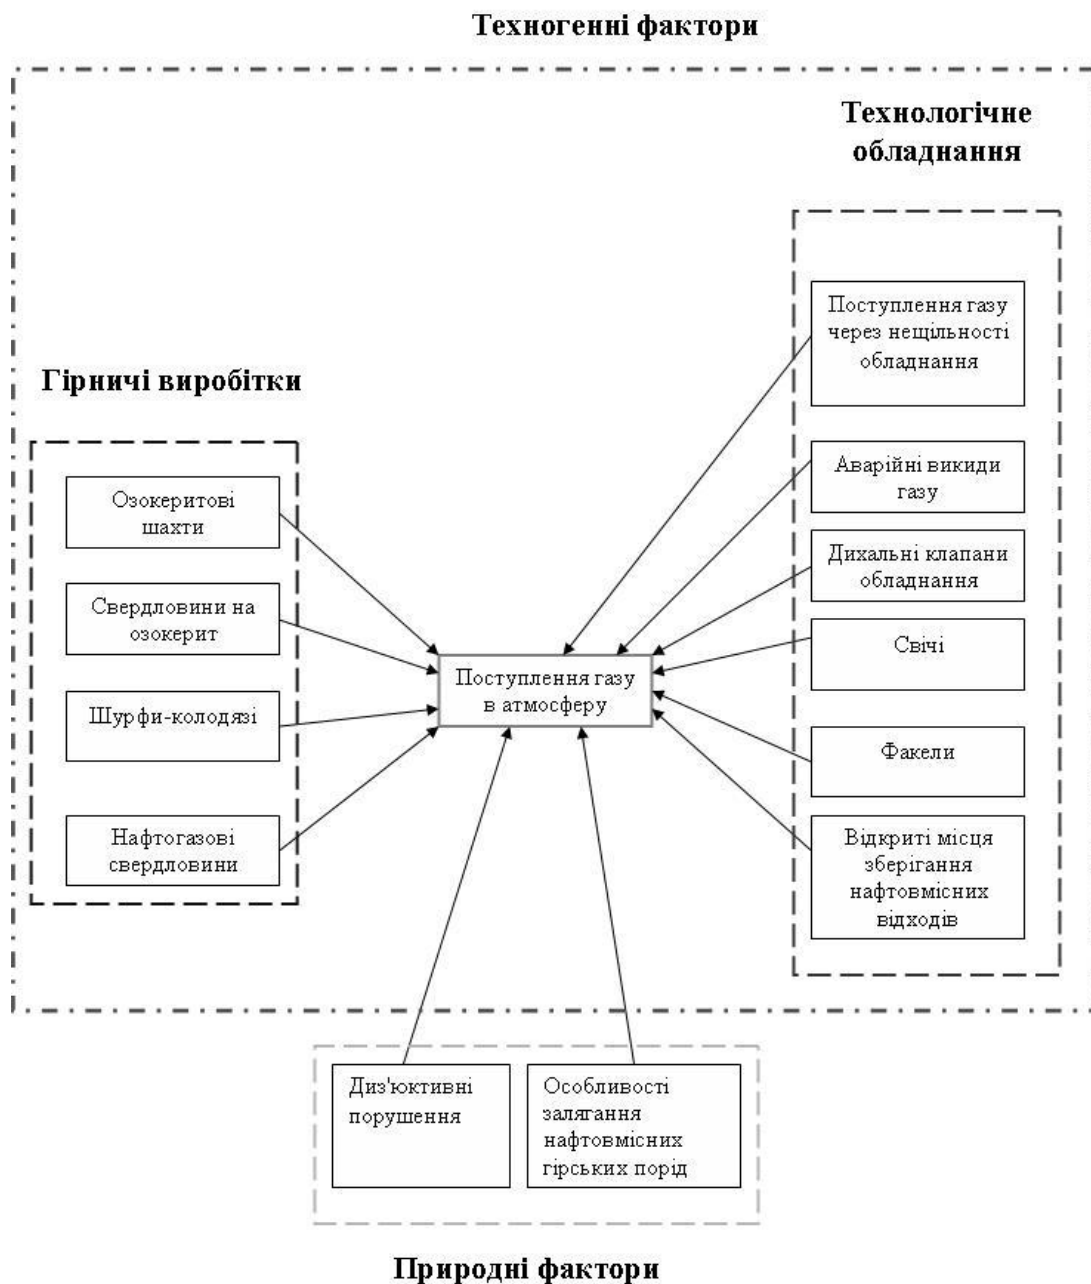 Техногенні фактори
Технологічне
обладнання
Поступлення газу
через нещільності
обладнання
Гірничі виробітки
Аварійні викиди
газу
Озокеритові
шахти
Дихальні клапани
обладнання
Свердловини на
озокерит
Свічі
Поступлення газу
в атмосферу
Шурфи-колодязі
Факели
Нафтогазові
свердловини
Відкриті місця
зберігання
нафтовмісних
відходів
Диз'юктивні
порушення
Особливості
залягання
нафтовмісних
гірських порід
Природні фактори